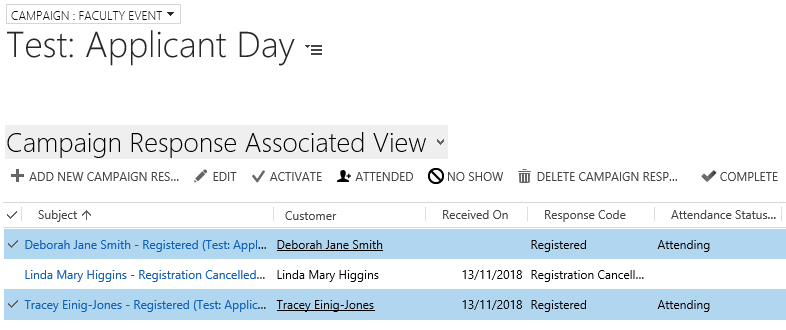 CAMPAIGN : FACULTY EVENT
Test: Applicant Day
Campaign Response Associated View
ADD NEW CAMPAIGN RES... EDIT ACTIVATE ATTENDED NO SHOW DELETE CAMPAIGN RESP... COMPLETE
Subject Customer Received On Response Code Attendance Status...
Deborah Jane Smith - Registered (Test: Appl... Deborah Jane Smith Registered Attending
Linda Mary Higgins - Registration Cancelled... Linda Mary Higgins 13/11/2018 Registration Cancell...
Tracey Einig-Jones - Registered (Test: Applic... Tracey Einig-Jones 13/11/2018 Registered Attending